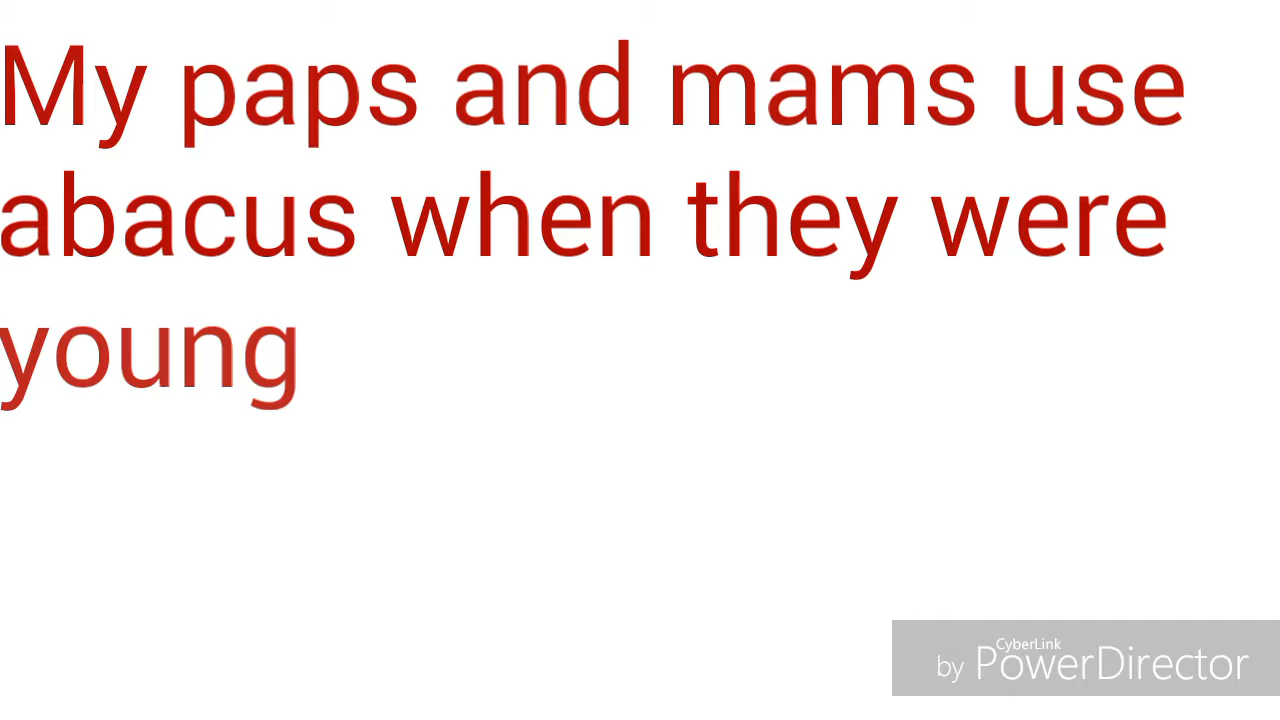 My paps and mams use
abacus when they were
young
CyberLink
by PowerDirector